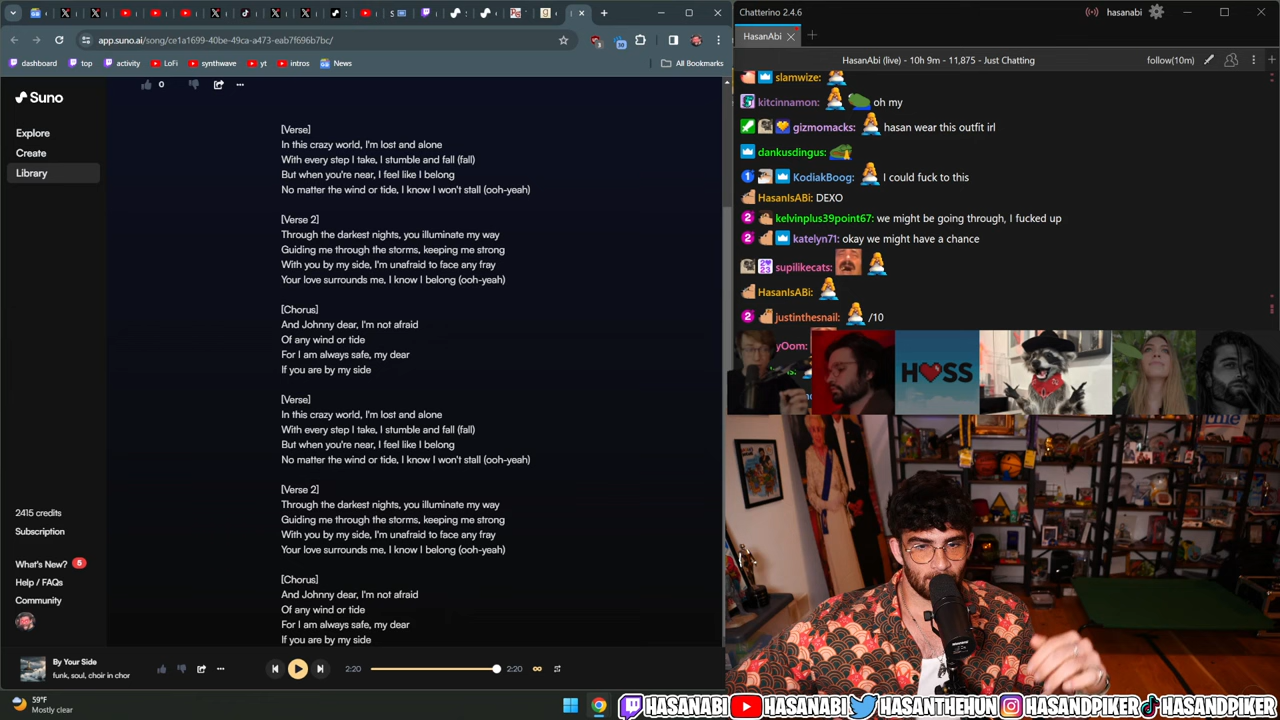 app.suno.ai/song/ce1a1699-40be-49ca-a473-eab7f696b7bc/
dashboard
top
activity
LoFi
synthwave
yt
intros
News
All Bookmarks
Suno
Explore
Create
Library
2415 credits
Subscription
What's New? 5
Help / FAQs
Community
0
[Verse]
In this crazy world, I'm lost and alone
With every step I take, I stumble and fall (fall)
But when you're near, I feel like I belong
No matter the wind or tide, I know I won't stall (ooh-yeah)
[Verse 2]
Through the darkest nights, you illuminate my way
Guiding me through the storms, keeping me strong
With you by my side, I'm unafraid to face any fray
Your love surrounds me, I know I belong (ooh-yeah)
[Chorus]
And Johnny dear, I'm not afraid
Of any wind or tide
For I am always safe, my dear
If you are by my side
[Verse]
In this crazy world, I'm lost and alone
With every step I take, I stumble and fall (fall)
But when you're near, I feel like I belong
No matter the wind or tide, I know I won't stall (ooh-yeah)
[Verse 2]
Through the darkest nights, you illuminate my way
Guiding me through the storms, keeping me strong
With you by my side, I'm unafraid to face any fray
Your love surrounds me, I know I belong (ooh-yeah)
[Chorus]
And Johnny dear, I'm not afraid
Of any wind or tide
For I am always safe, my dear
If you are by my side
By Your Side
funk, soul, choir in chor
2:20
2:20
59°F
Mostly clear
Chatterino 2.4.6
hasanabi
HasanAbi
HasanAbi (live) - 10h 9m - 11,875 - Just Chatting
follow(10m)
slamwize:
kitcinnamon: oh my
gizmomacks: hasan wear this outfit irl
dankusdingus:
KodiakBoog: I could fuck to this
HasanIsABi: DEXO
kelvinplus39point67: we might be going through, I fucked up
katelyn71: okay we might have a chance
supilikecats:
HasanIsABi:
justinthesnail: /10
yOom:
H SS
HASANABI
HASANABI
HASANTHEHUN
HASANDPIKER
HASANDPIKER